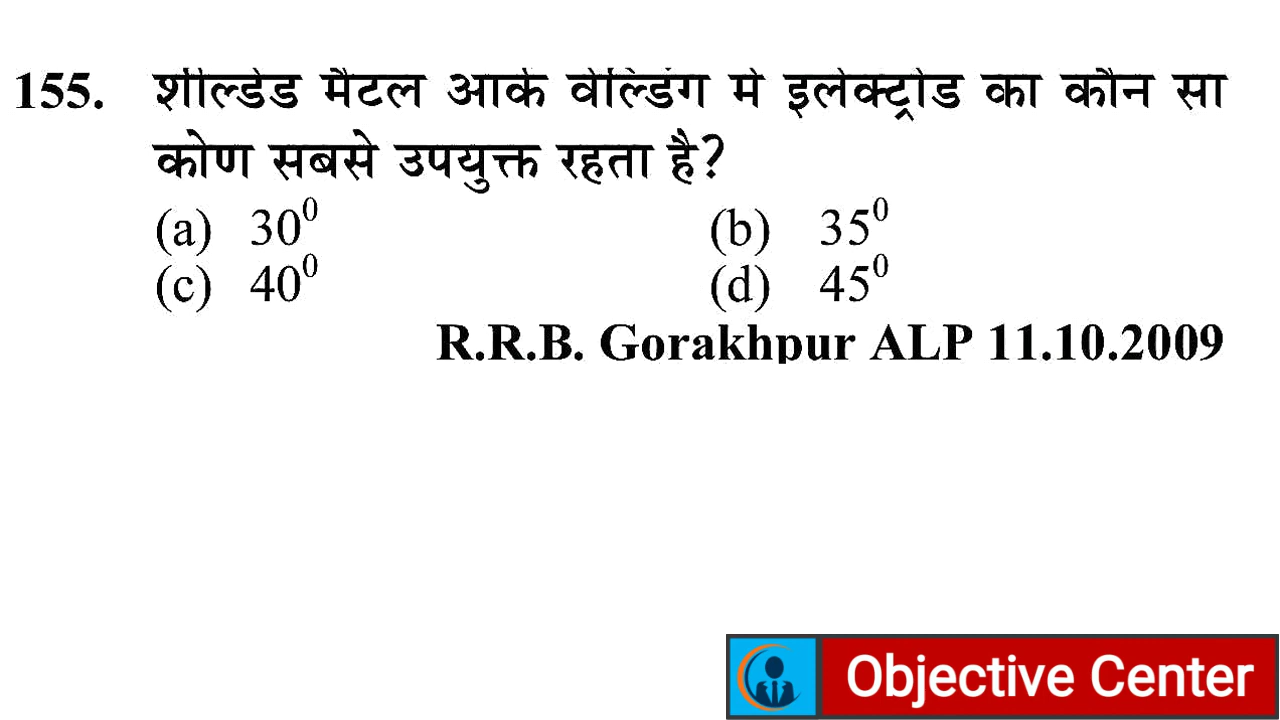 155. शील्डेड मैटल आर्क वेल्डिंग में इलेक्ट्रोड का कौन सा
कोण सबसे उपयुक्त रहता है?
(a) 30⁰ (b) 35⁰
(c) 40⁰ (d) 45⁰
R.R.B. Gorakhpur ALP 11.10.2009
Objective Center